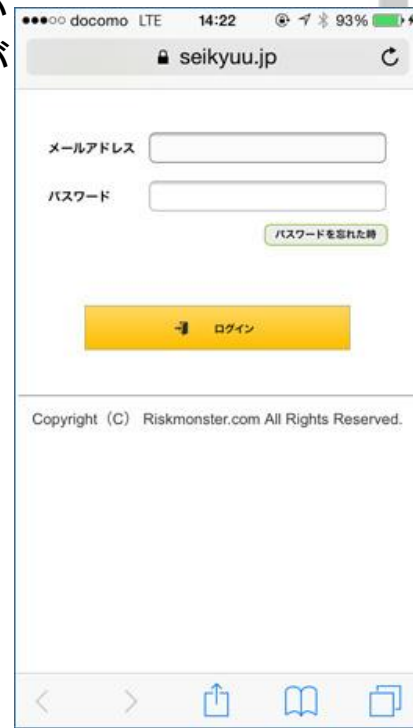 docomo LTE 14:22 93%
seikyuu.jp
メールアドレス
パスワード
パスワードを忘れた時
ログイン
Copyright（C） Riskmonster.com All Rights Reserved.